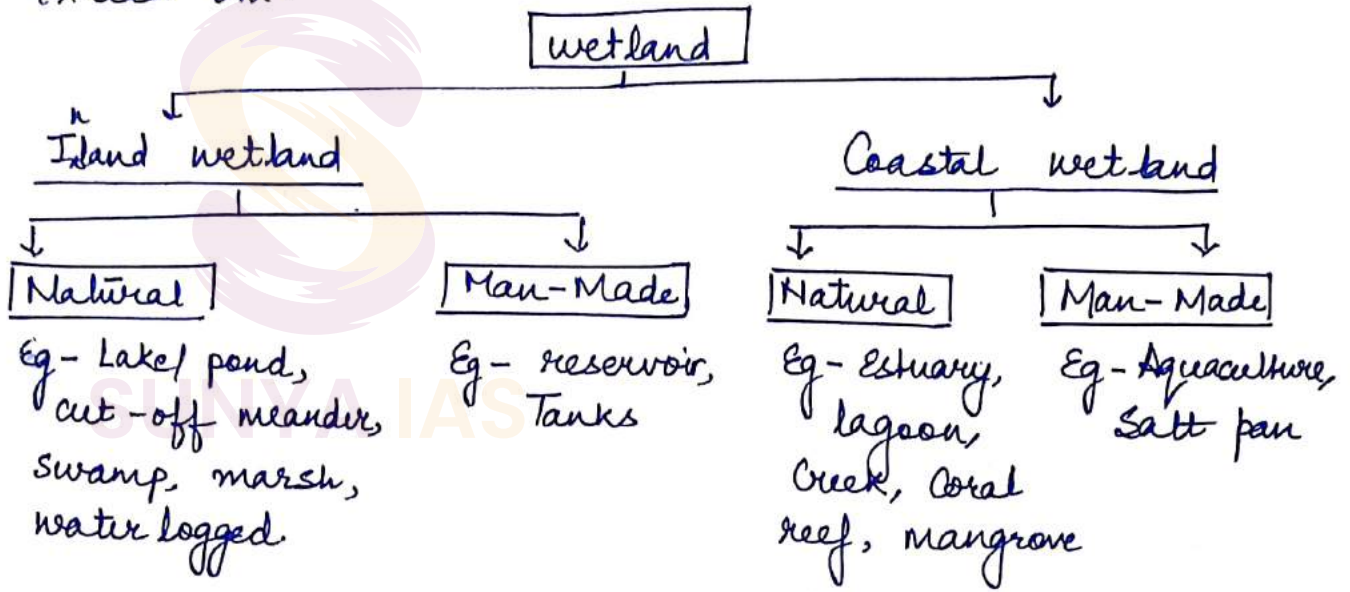 wetland
Inland wetland
Coastal wetland
Natural
Man-Made
Natural
Man-Made
Eg - Lake/ pond,
cut-off meander,
swamp, marsh,
water logged.
Eg - reservoir,
Tanks
Eg - Estuary,
lagoon,
Creek, Coral
reef, mangrove
Eg - Aquaculture,
Salt pan
SUNYA IAS